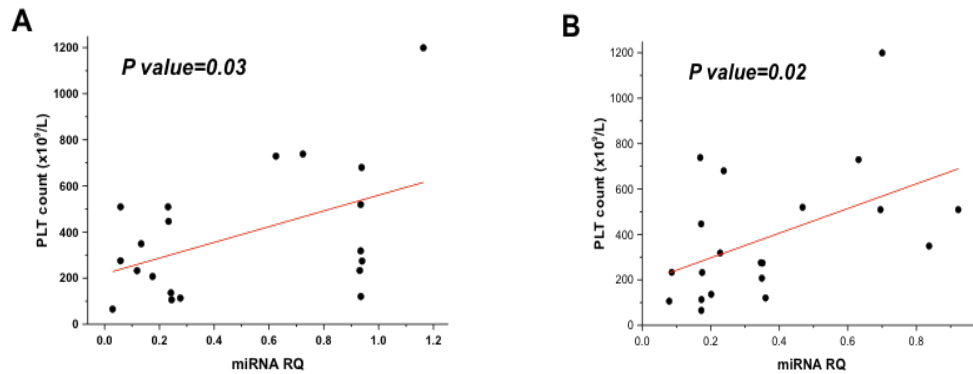 A
P value=0.03
PLT count (x10⁹/L)
1200
1000
800
600
400
200
0
0.0 0.2 0.4 0.6 0.8 1.0 1.2
miRNA RQ
B
P value=0.02
PLT count (x10⁹/L)
1200
1000
800
600
400
200
0
0.0 0.2 0.4 0.6 0.8
miRNA RQ